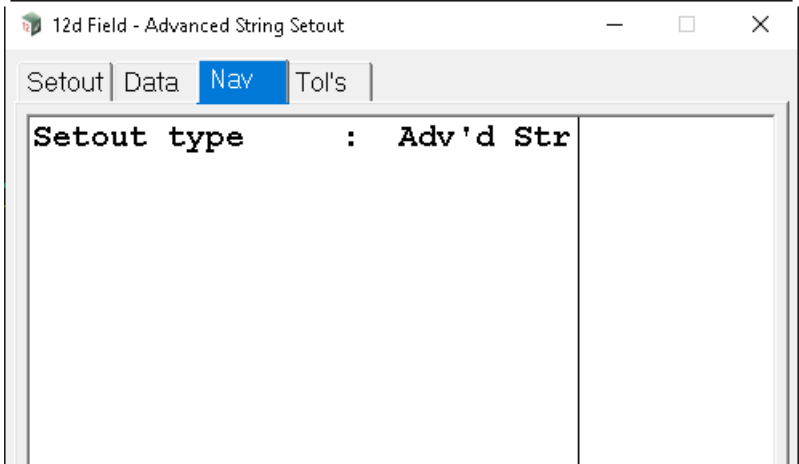 12d Field - Advanced String Setout
Setout Data Nav Tol's
Setout type : Adv'd Str